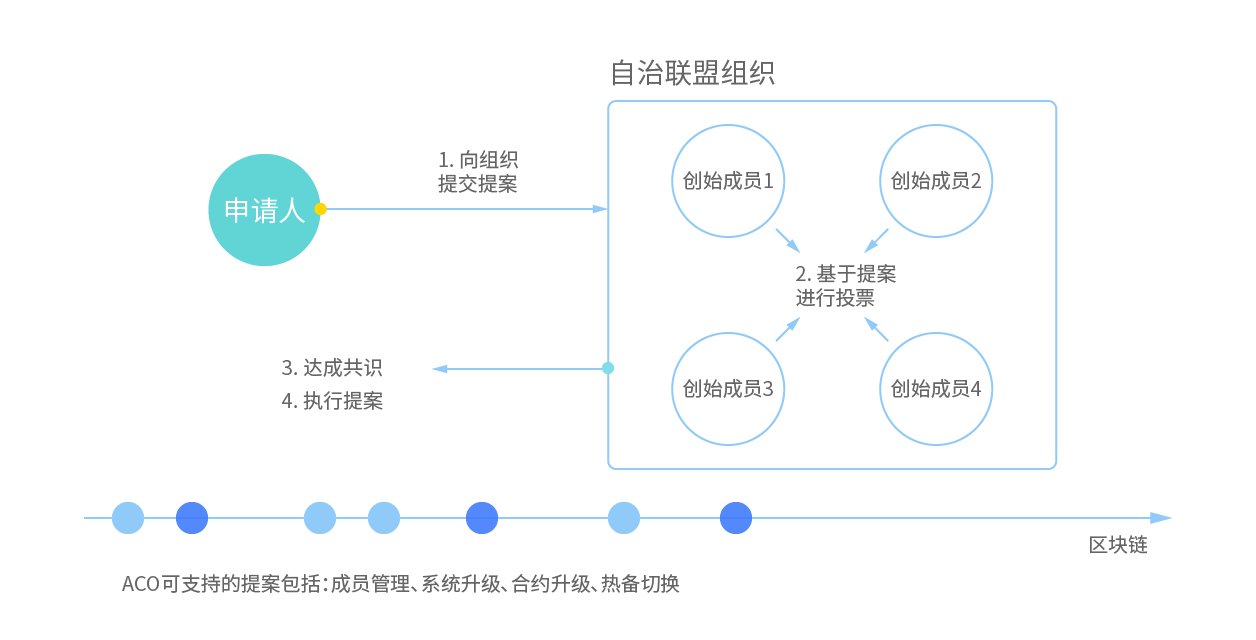 自治联盟组织
申请人
1. 向组织
提交提案
创始成员1
创始成员2
2. 基于提案
进行投票
创始成员3
创始成员4
3. 达成共识
4. 执行提案
区块链
ACO可支持的提案包括：成员管理、系统升级、合约升级、热备切换